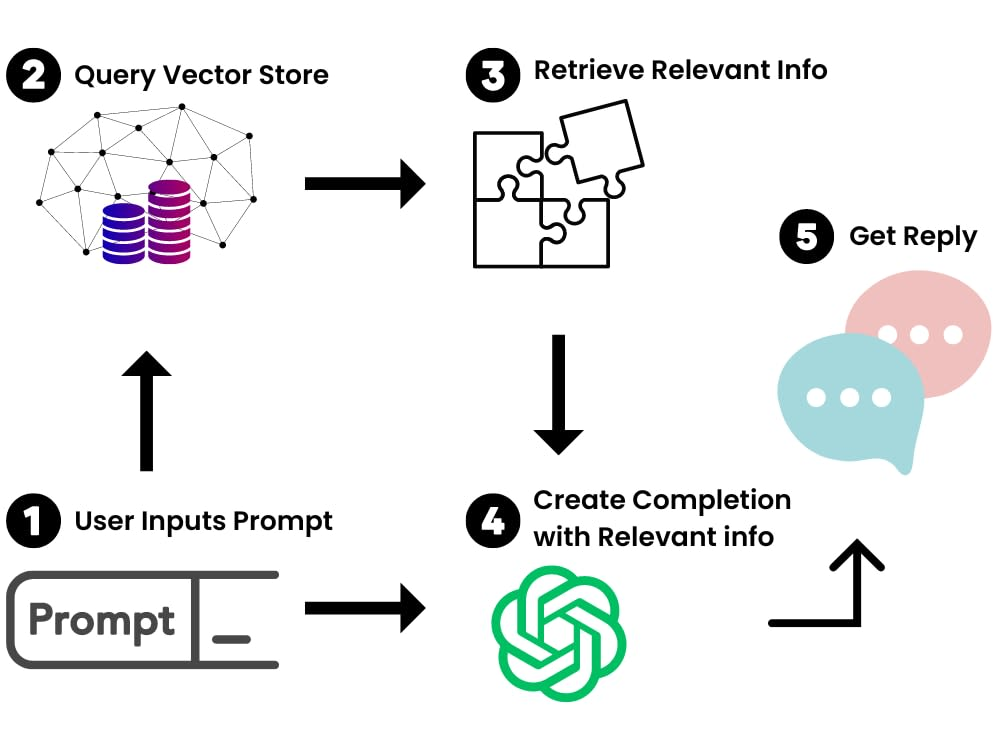 1 User Inputs Prompt
Prompt _
2 Query Vector Store
3 Retrieve Relevant Info
4 Create Completion
with Relevant info
5 Get Reply